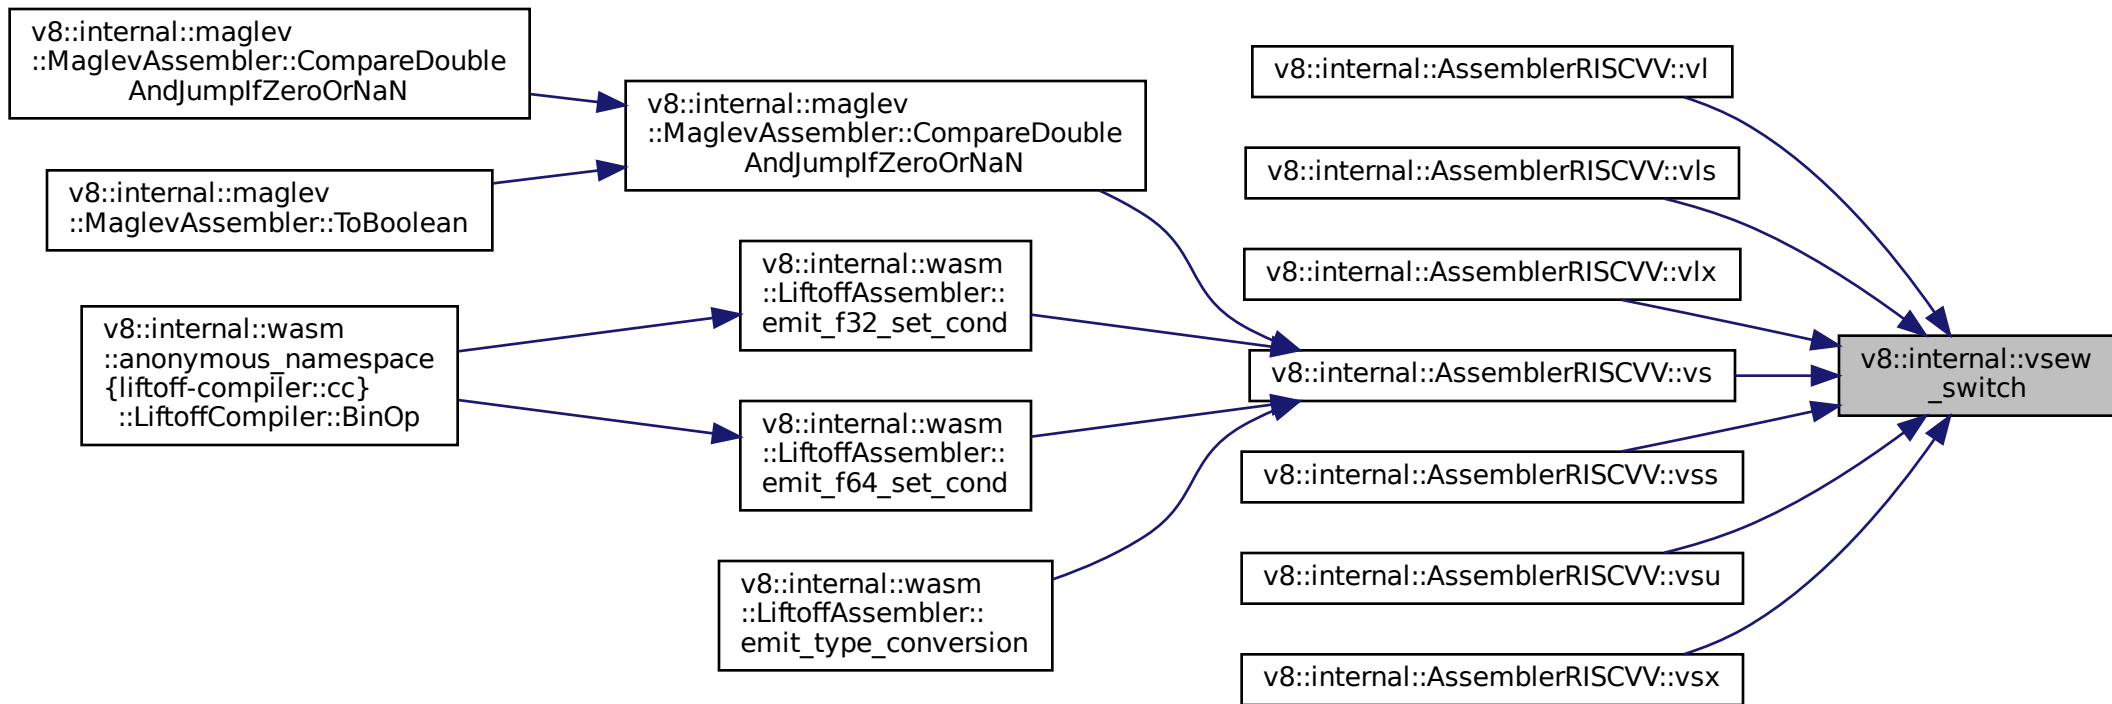 v8::internal::maglev
::MaglevAssembler::CompareDouble
AndJumpIfZeroOrNaN
v8::internal::maglev
::MaglevAssembler::ToBoolean
v8::internal::wasm
::anonymous_namespace
{liftoff-compiler::cc}
::LiftoffCompiler::BinOp
v8::internal::maglev
::MaglevAssembler::CompareDouble
AndJumpIfZeroOrNaN
v8::internal::wasm
::LiftoffAssembler::
emit_f32_set_cond
v8::internal::wasm
::LiftoffAssembler::
emit_f64_set_cond
v8::internal::wasm
::LiftoffAssembler::
emit_type_conversion
v8::internal::AssemblerRISCVV::vl
v8::internal::AssemblerRISCVV::vls
v8::internal::AssemblerRISCVV::vlx
v8::internal::AssemblerRISCVV::vs
v8::internal::AssemblerRISCVV::vss
v8::internal::AssemblerRISCVV::vsu
v8::internal::AssemblerRISCVV::vsx
v8::internal::vsew
_switch